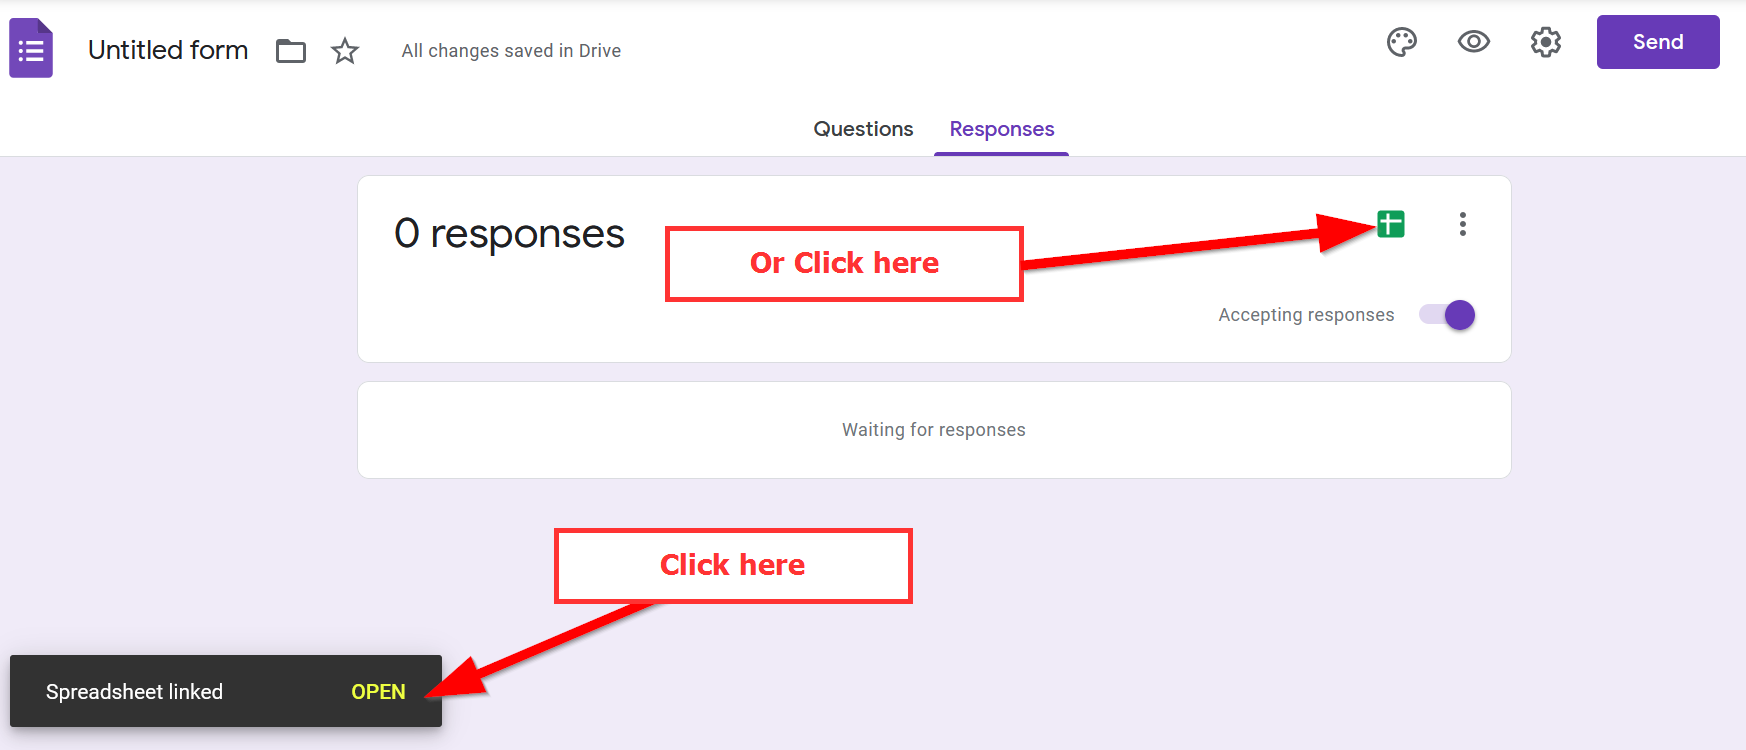 Untitled form
All changes saved in Drive
Send
Questions
Responses
0 responses
Or Click here
Accepting responses
Waiting for responses
Click here
Spreadsheet linked
OPEN